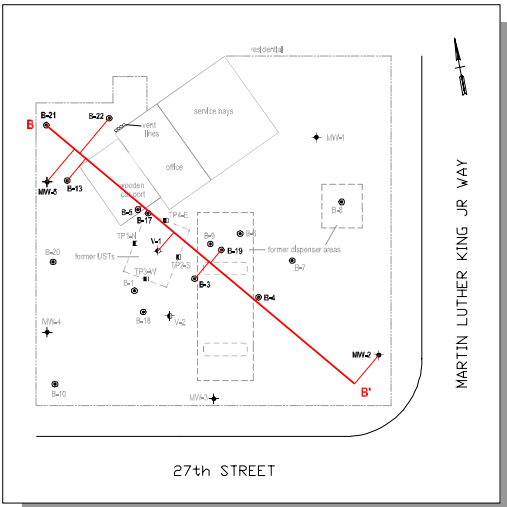 residential
service bays
B-21
B-22
B
vent
lines
MW-1
office
MW-5
B-13
wooden
carport
B-8
B-5
B-17
TP4-E
TP1-N
V-1
B-9
B-6
B-19
former dispenser areas
B-20
former USTs
TP2-S
B-7
TP3-W
B-1
B-3
B-4
B-18
V-2
MW-4
MW-2
B-10
B'
MW-3
MARTIN LUTHER KING JR WAY
27th STREET